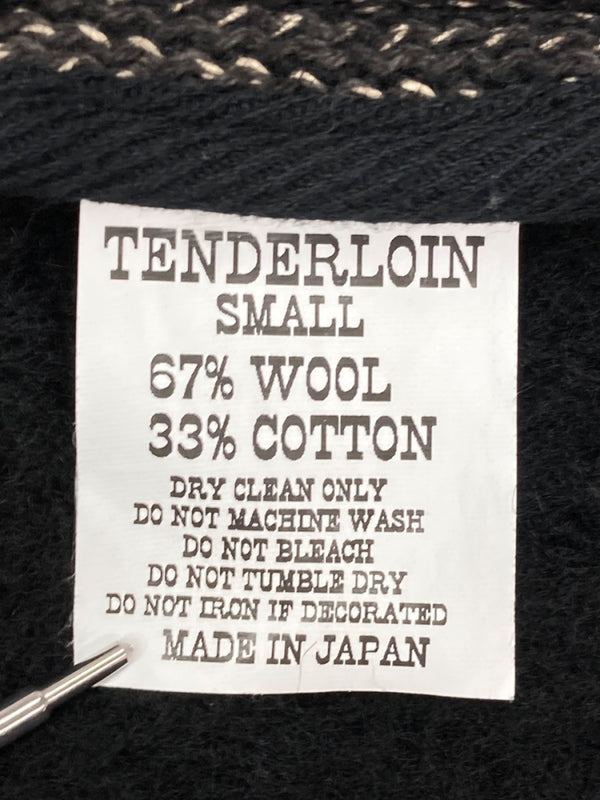 TENDERLOIN
SMALL
67% WOOL
33% COTTON
DRY CLEAN ONLY
DO NOT MACHINE WASH
DO NOT BLEACH
DO NOT TUMBLE DRY
DO NOT IRON IF DECORATED
MADE IN JAPAN